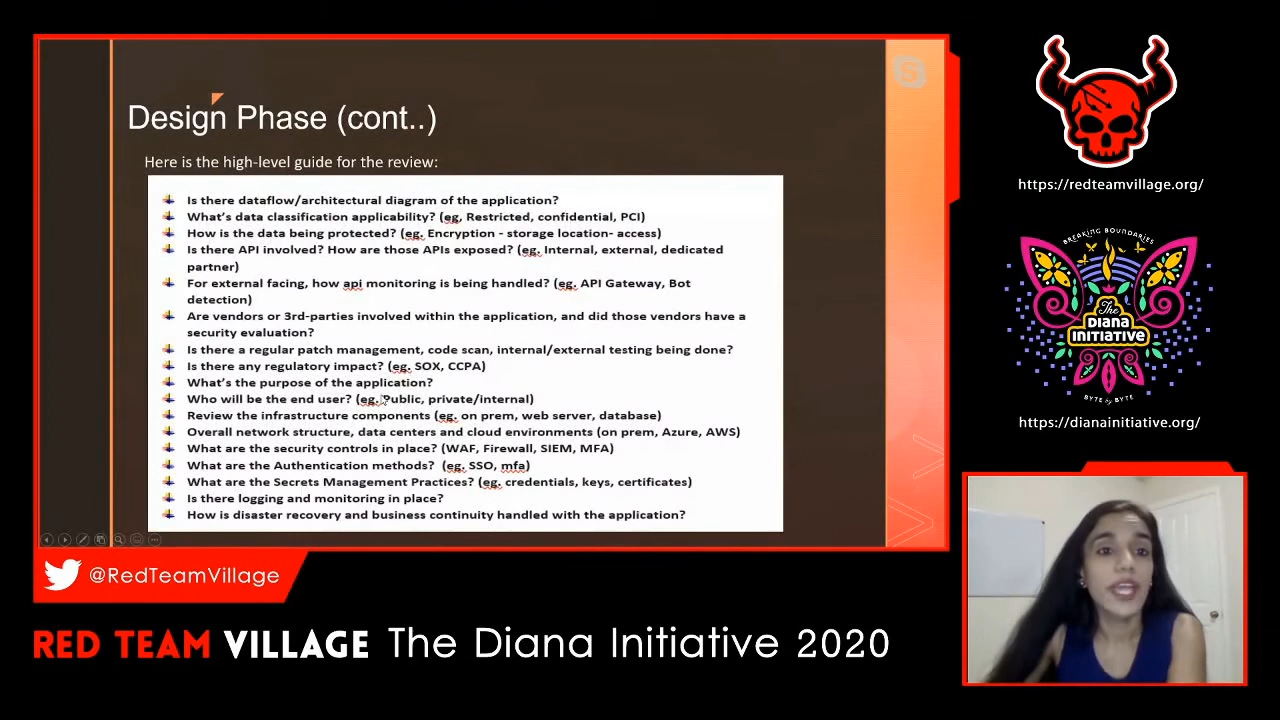 Design Phase (cont..)
Here is the high-level guide for the review:
Is there dataflow/architectural diagram of the application?
What's data classification applicability? (eg, Restricted, confidential, PCI)
How is the data being protected? (eg. Encryption - storage location- access)
Is there API involved? How are those APIs exposed? (eg. Internal, external, dedicated
partner)
For external facing, how api monitoring is being handled? (eg. API Gateway, Bot
detection)
Are vendors or 3rd-parties involved within the application, and did those vendors have a
security evaluation?
Is there a regular patch management, code scan, internal/external testing being done?
Is there any regulatory impact? (eg. SOX, CCPA)
What's the purpose of the application?
Who will be the end user? (eg. Public, private/internal)
Review the infrastructure components (eg. on prem, web server, database)
Overall network structure, data centers and cloud environments (on prem, Azure, AWS)
What are the security controls in place? (WAF, Firewall, SIEM, MFA)
What are the Authentication methods? (eg. SSO, mfa)
What are the Secrets Management Practices? (eg. credentials, keys, certificates)
Is there logging and monitoring in place?
How is disaster recovery and business continuity handled with the application?
@RedTeamVillage
RED TEAM VILLAGE The Diana Initiative 2020
https://redteamvillage.org/
BREAKING BOUNDARIES
The
DIANA
INITIATIVE
BYTE by BYTE
https://dianainitiative.org/